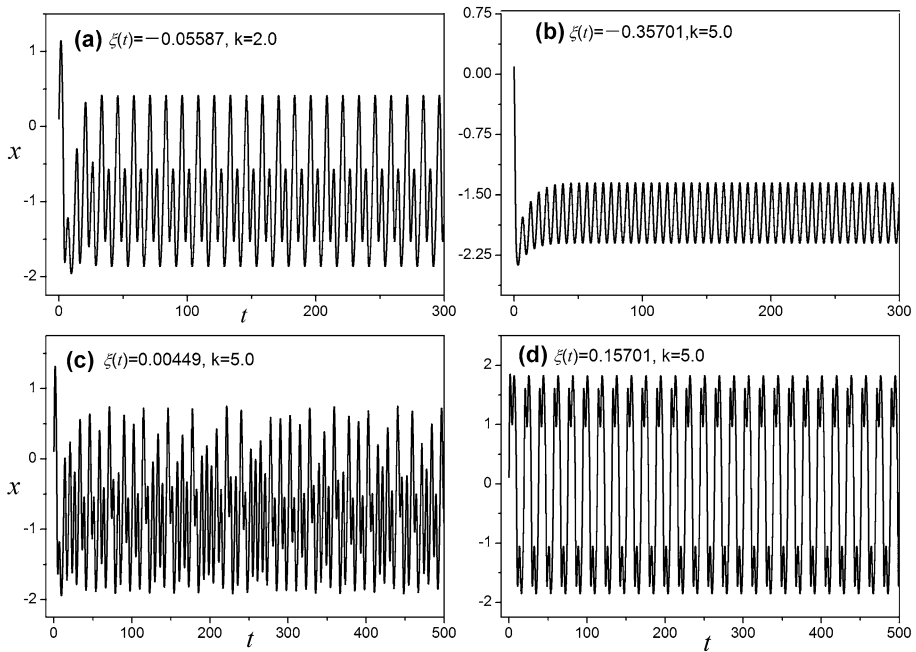 (a) ξ(t)=−0.05587, k=2.0
1
0
-1
-2
x
0 100 200 300
t
(b) ξ(t)=−0.35701,k=5.0
0.75
0.00
-0.75
-1.50
-2.25
0 100 200 300
(c) ξ(t)=0.00449, k=5.0
1
0
-1
-2
x
0 100 200 300 400 500
t
(d) ξ(t)=0.15701, k=5.0
2
1
0
-1
-2
0 100 200 300 400 500
t